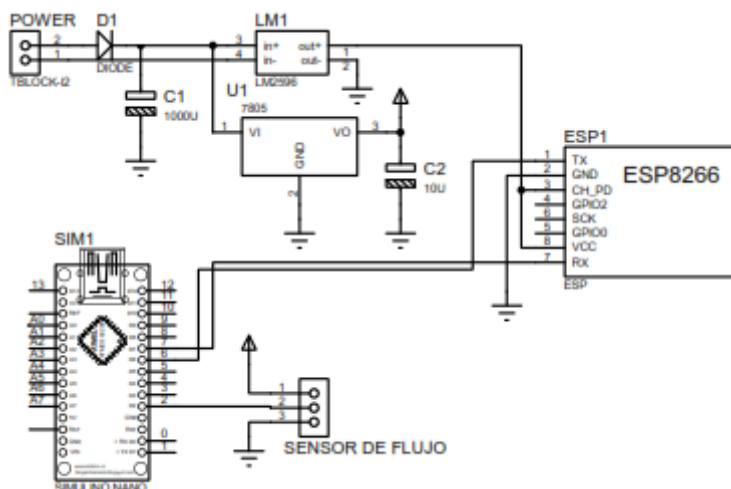 POWER
D1
LM1
2
1
DIODE
3
4
in+
in-
out+
out-
1
2
TBLOCK-I2
LM2596
C1
1000U
U1
7805
1
VI
VO
3
GND
2
C2
10U
ESP1
ESP8266
1
TX
2
GND
3
CH_PD
4
GPIO2
6
SCK
5
GPIO0
8
VCC
7
RX
ESP
SIM1
13
12
11
10
A0
9
A1
8
A2
7
A3
6
A4
5
A5
4
A6
3
A7
2
0
1
1
2
3
SENSOR DE FLUJO
SIMULINO NANO